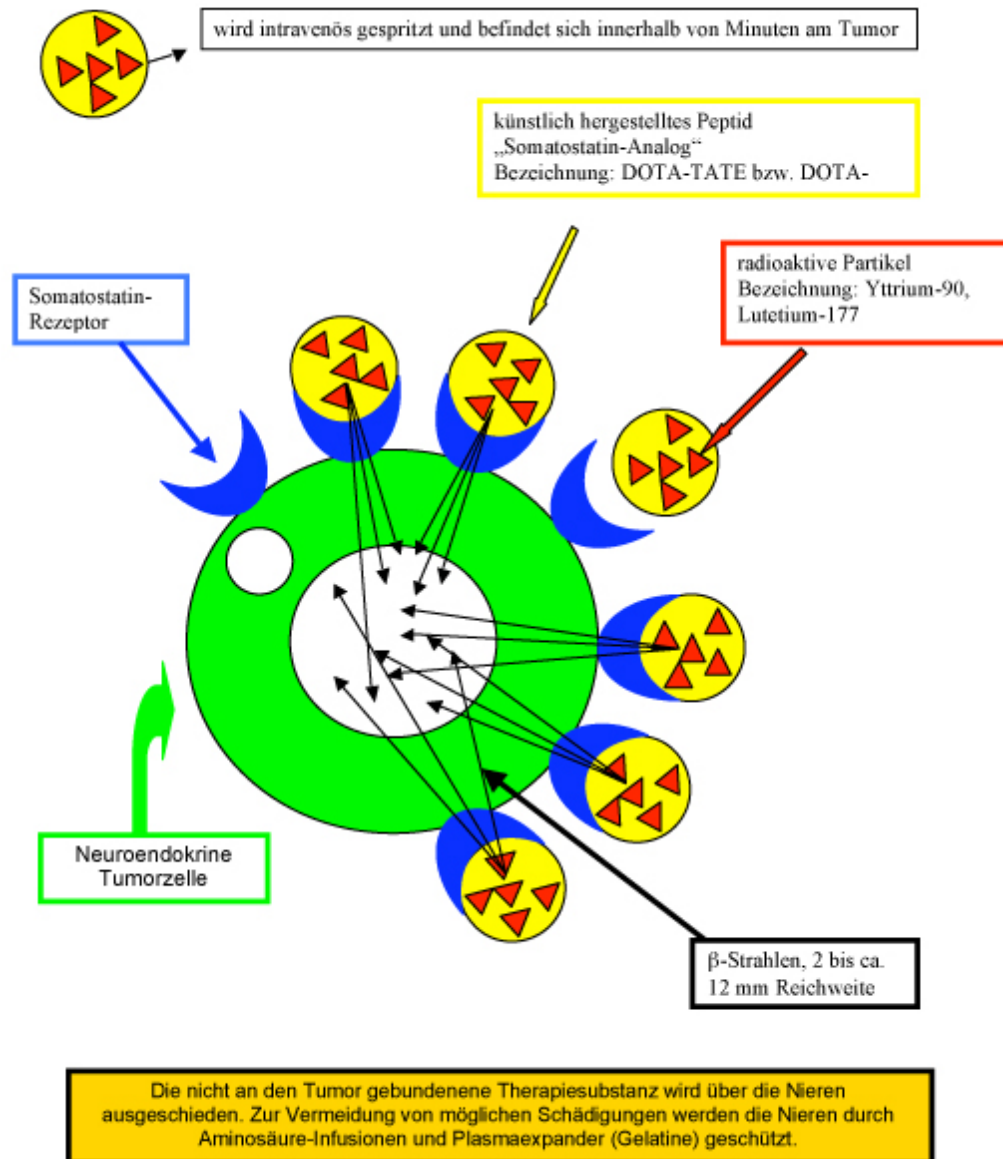 wird intravenös gespritzt und befindet sich innerhalb von Minuten am Tumor
künstlich hergestelltes Peptid
„Somatostatin-Analog“
Bezeichnung: DOTA-TATE bzw. DOTA-
radioaktive Partikel
Bezeichnung: Yttrium-90,
Lutetium-177
Somatostatin-
Rezeptor
Neuroendokrine
Tumorzelle
β-Strahlen, 2 bis ca.
12 mm Reichweite
Die nicht an den Tumor gebundenene Therapiesubstanz wird über die Nieren
ausgeschieden. Zur Vermeidung von möglichen Schädigungen werden die Nieren durch
Aminosäure-Infusionen und Plasmaexpander (Gelatine) geschützt.